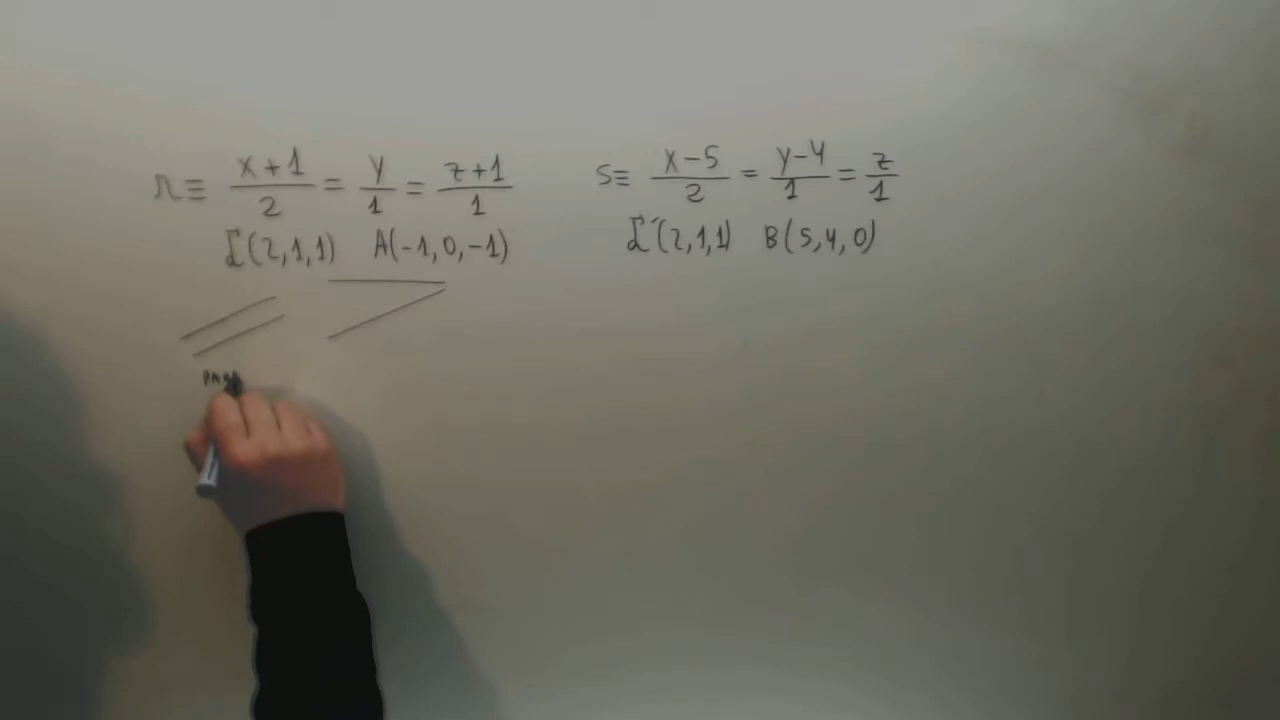 r≡ (x+1)/2 = y/1 = (z+1)/1    s≡ (x-5)/2 = (y-4)/1 = z/1
(2,1,1) A(-1,0,-1)    (2,1,1) B(5,4,0)